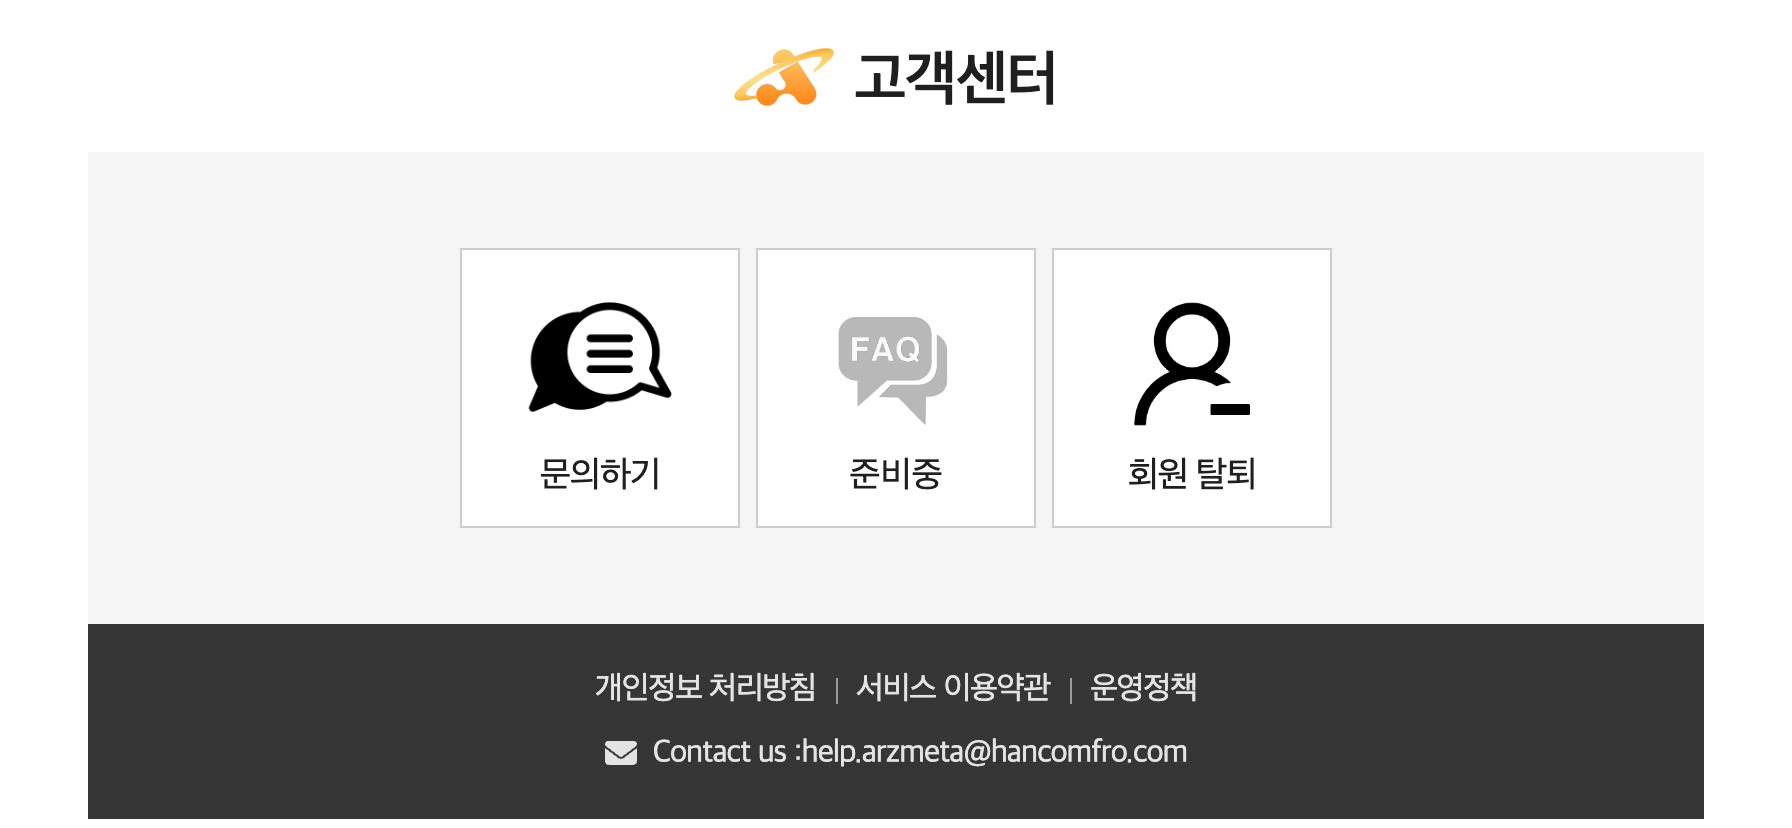 고객센터
FAQ
문의하기
준비중
회원 탈퇴
개인정보 처리방침 | 서비스 이용약관 | 운영정책
Contact us :help.arzmeta@hancomfro.com